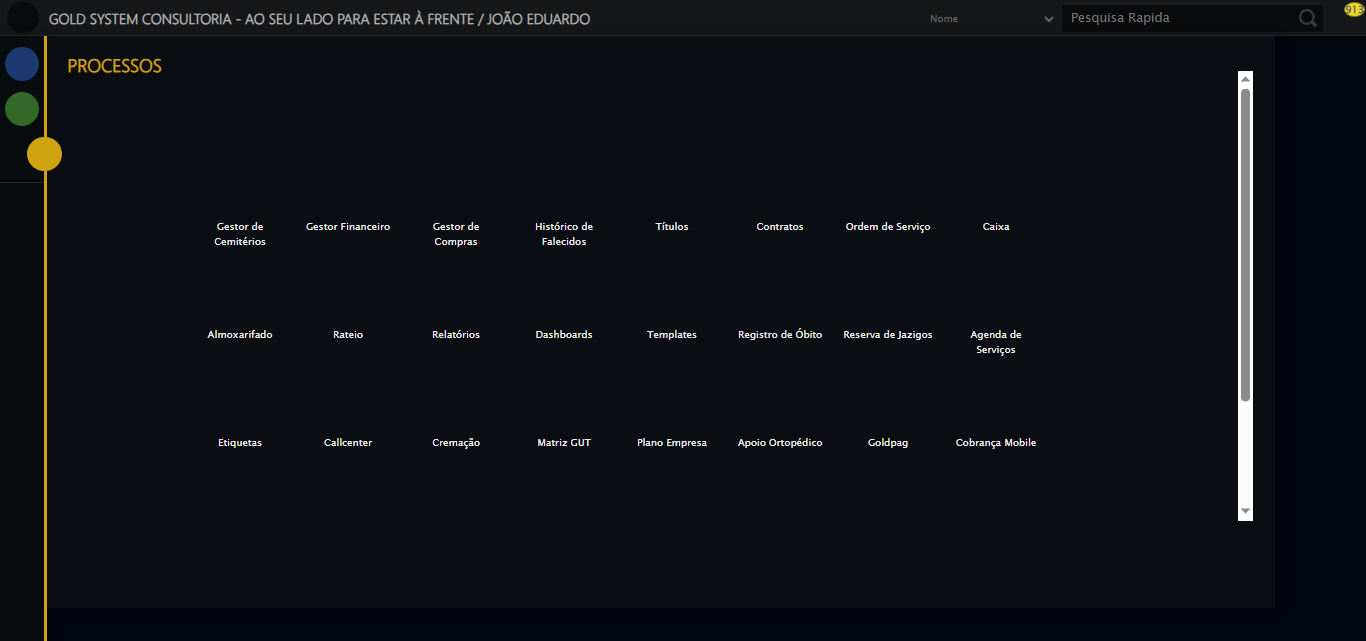 GOLD SYSTEM CONSULTORIA - AO SEU LADO PARA ESTAR À FRENTE / JOÃO EDUARDO
Nome
Pesquisa Rapida
913
PROCESSOS
Gestor de
Cemitérios
Gestor Financeiro
Gestor de
Compras
Histórico de
Falecidos
Títulos
Contratos
Ordem de Serviço
Caixa
Almoxarifado
Rateio
Relatórios
Dashboards
Templates
Registro de Óbito
Reserva de Jazigos
Agenda de
Serviços
Etiquetas
Callcenter
Cremação
Matriz GUT
Plano Empresa
Apoio Ortopédico
Goldpag
Cobrança Mobile